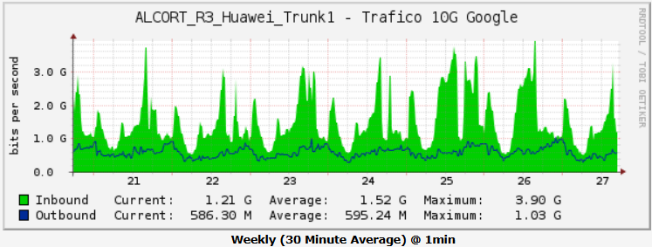 ALCORT_R3_Huawei_Trunk1 - Trafico 10G Google
RRDTOOL / TOBI OETIKER
bits per second
3.0 G
2.0 G
1.0 G
0.0
21 22 23 24 25 26 27
Inbound Current: 1.21 G Average: 1.52 G Maximum: 3.90 G
Outbound Current: 586.30 M Average: 595.24 M Maximum: 1.03 G
Weekly (30 Minute Average) @ 1min